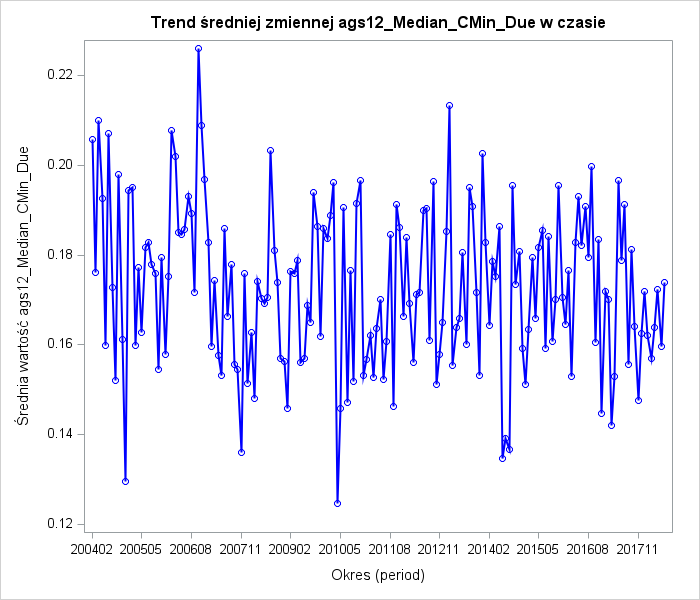 Trend średniej zmiennej ags12_Median_CMin_Due w czasie
Średnia wartość ags12_Median_CMin_Due
0.22
0.20
0.18
0.16
0.14
0.12
200402 200505 200608 200711 200902 201005 201108 201211 201402 201505 201608 201711
Okres (period)